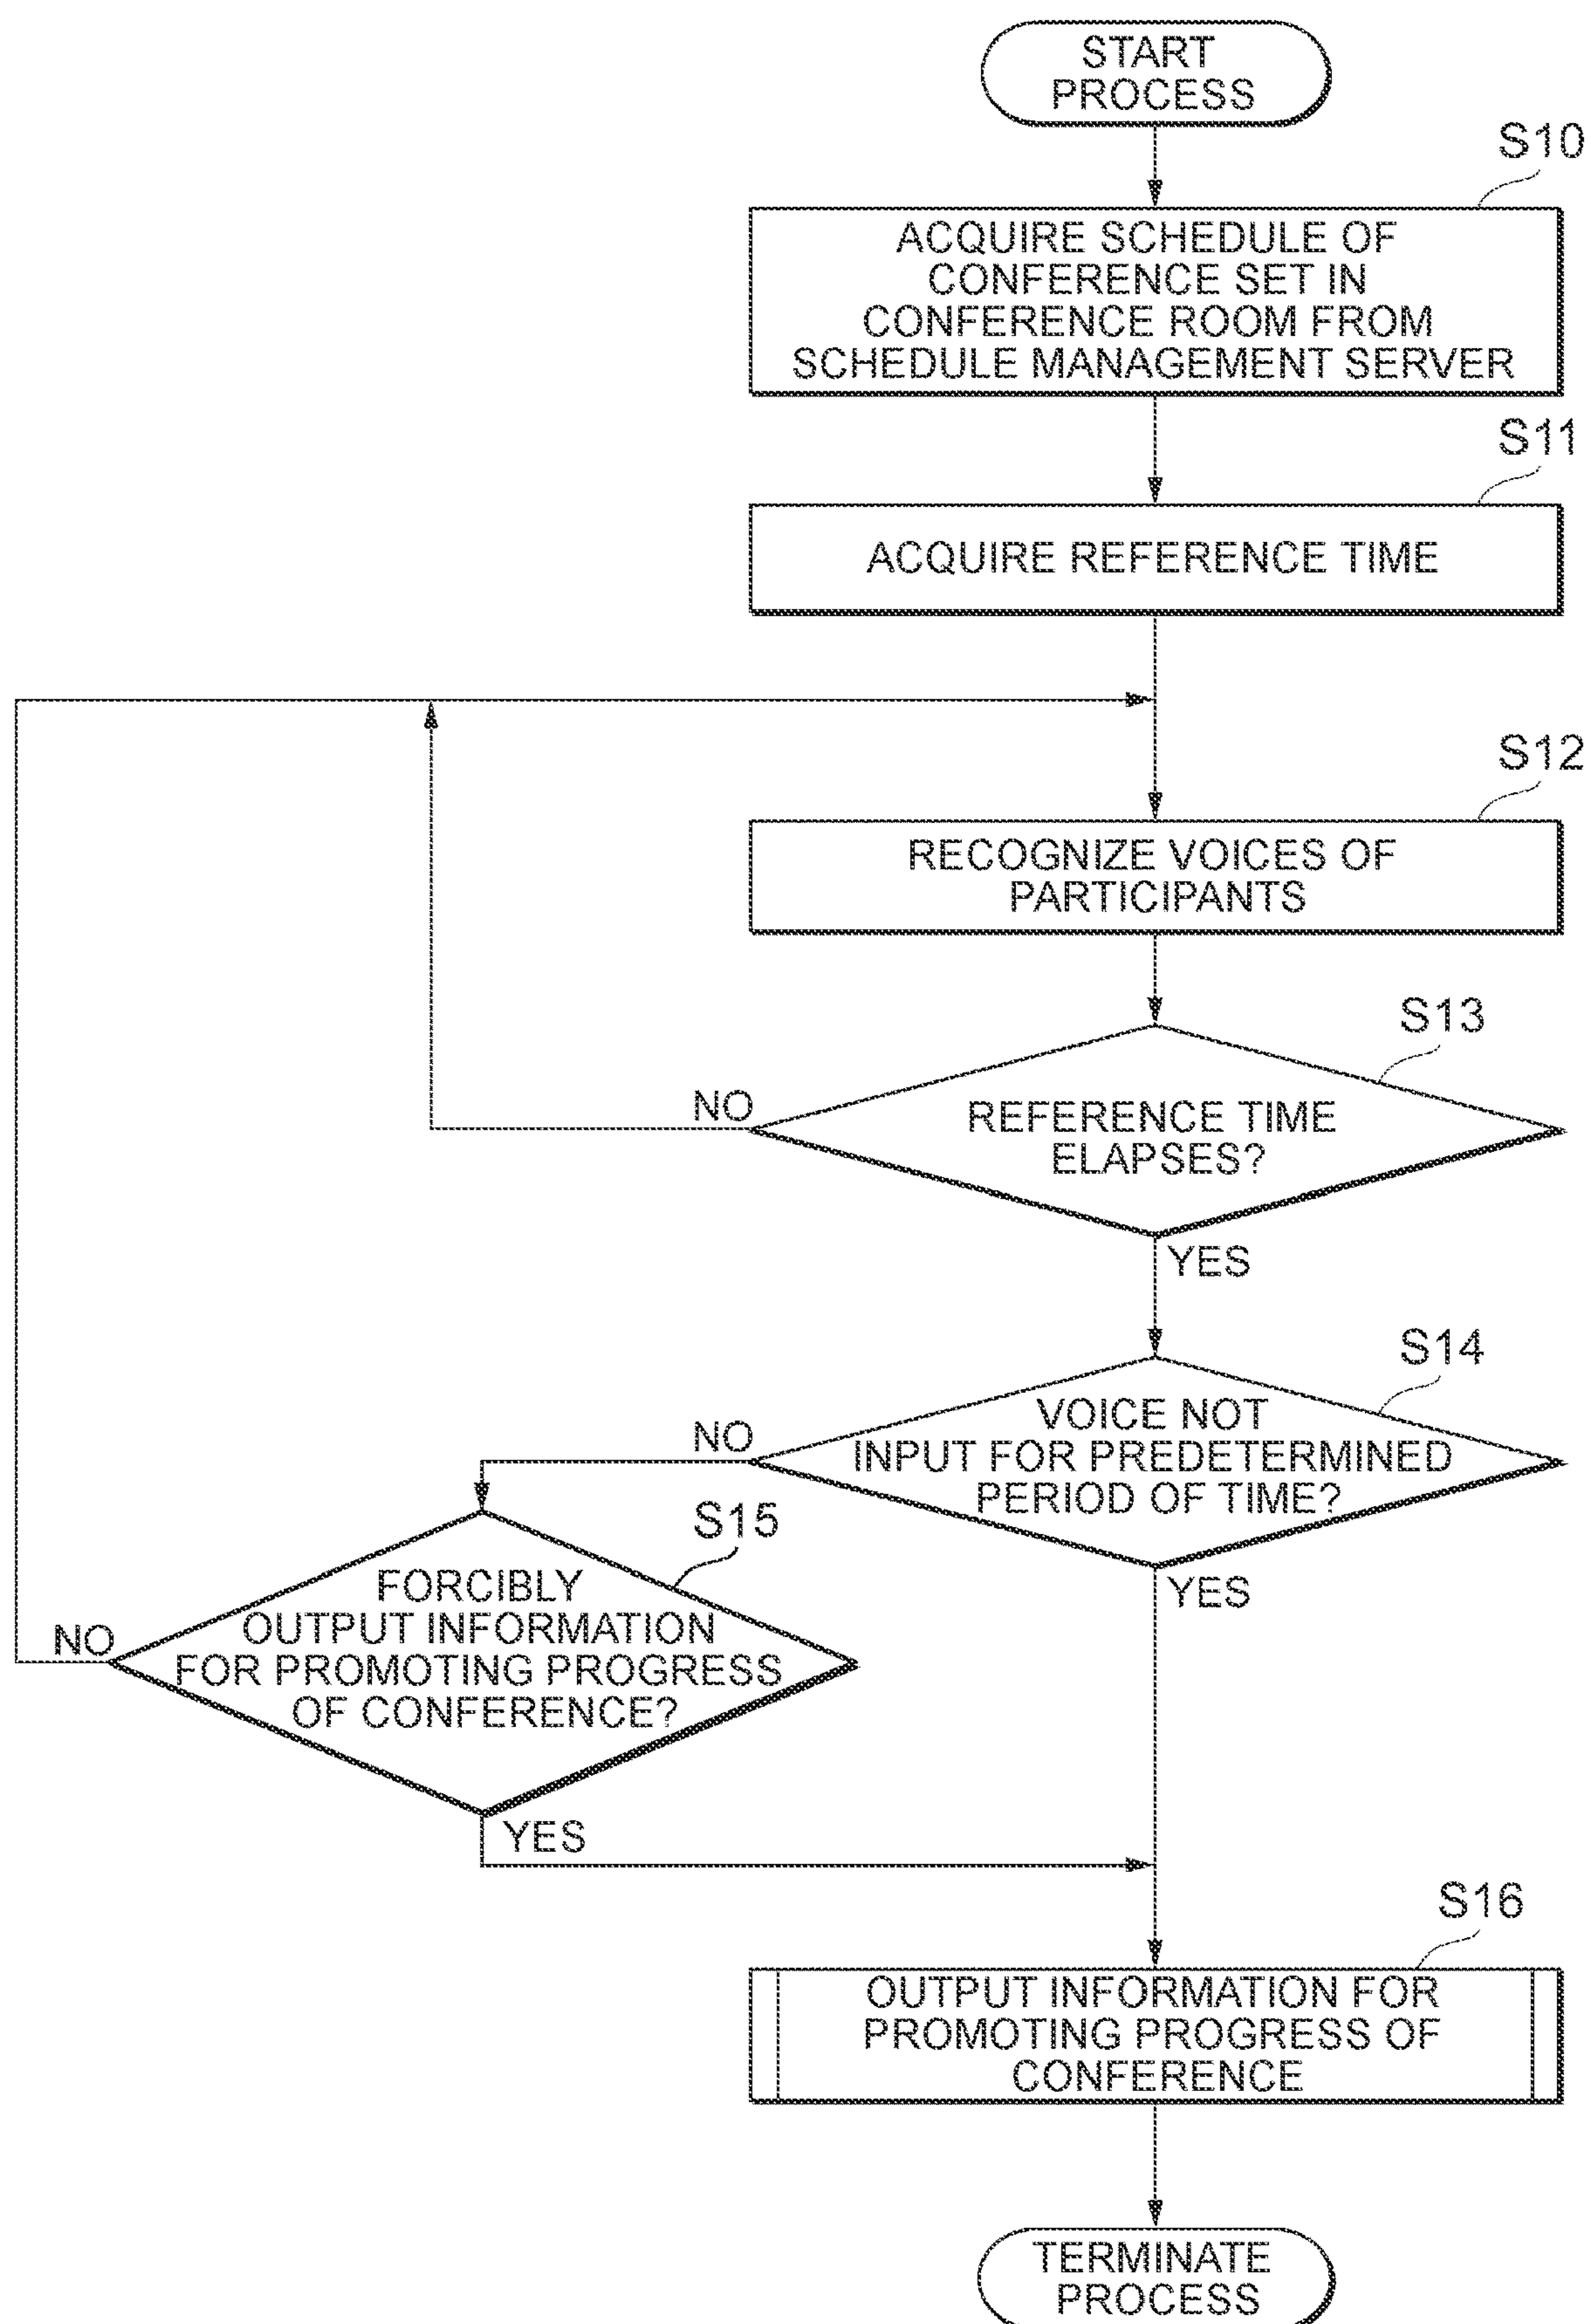 START
PROCESS
S10
ACQUIRE SCHEDULE OF
CONFERENCE SET IN
CONFERENCE ROOM FROM
SCHEDULE MANAGEMENT SERVER
S11
ACQUIRE REFERENCE TIME
S12
RECOGNIZE VOICES OF
PARTICIPANTS
S13
REFERENCE TIME
ELAPSES?
NO
YES
S14
VOICE NOT
INPUT FOR PREDETERMINED
PERIOD OF TIME?
NO
YES
S15
FORCIBLY
OUTPUT INFORMATION
FOR PROMOTING PROGRESS
OF CONFERENCE?
NO
YES
S16
OUTPUT INFORMATION FOR
PROMOTING PROGRESS OF
CONFERENCE
TERMINATE
PROCESS